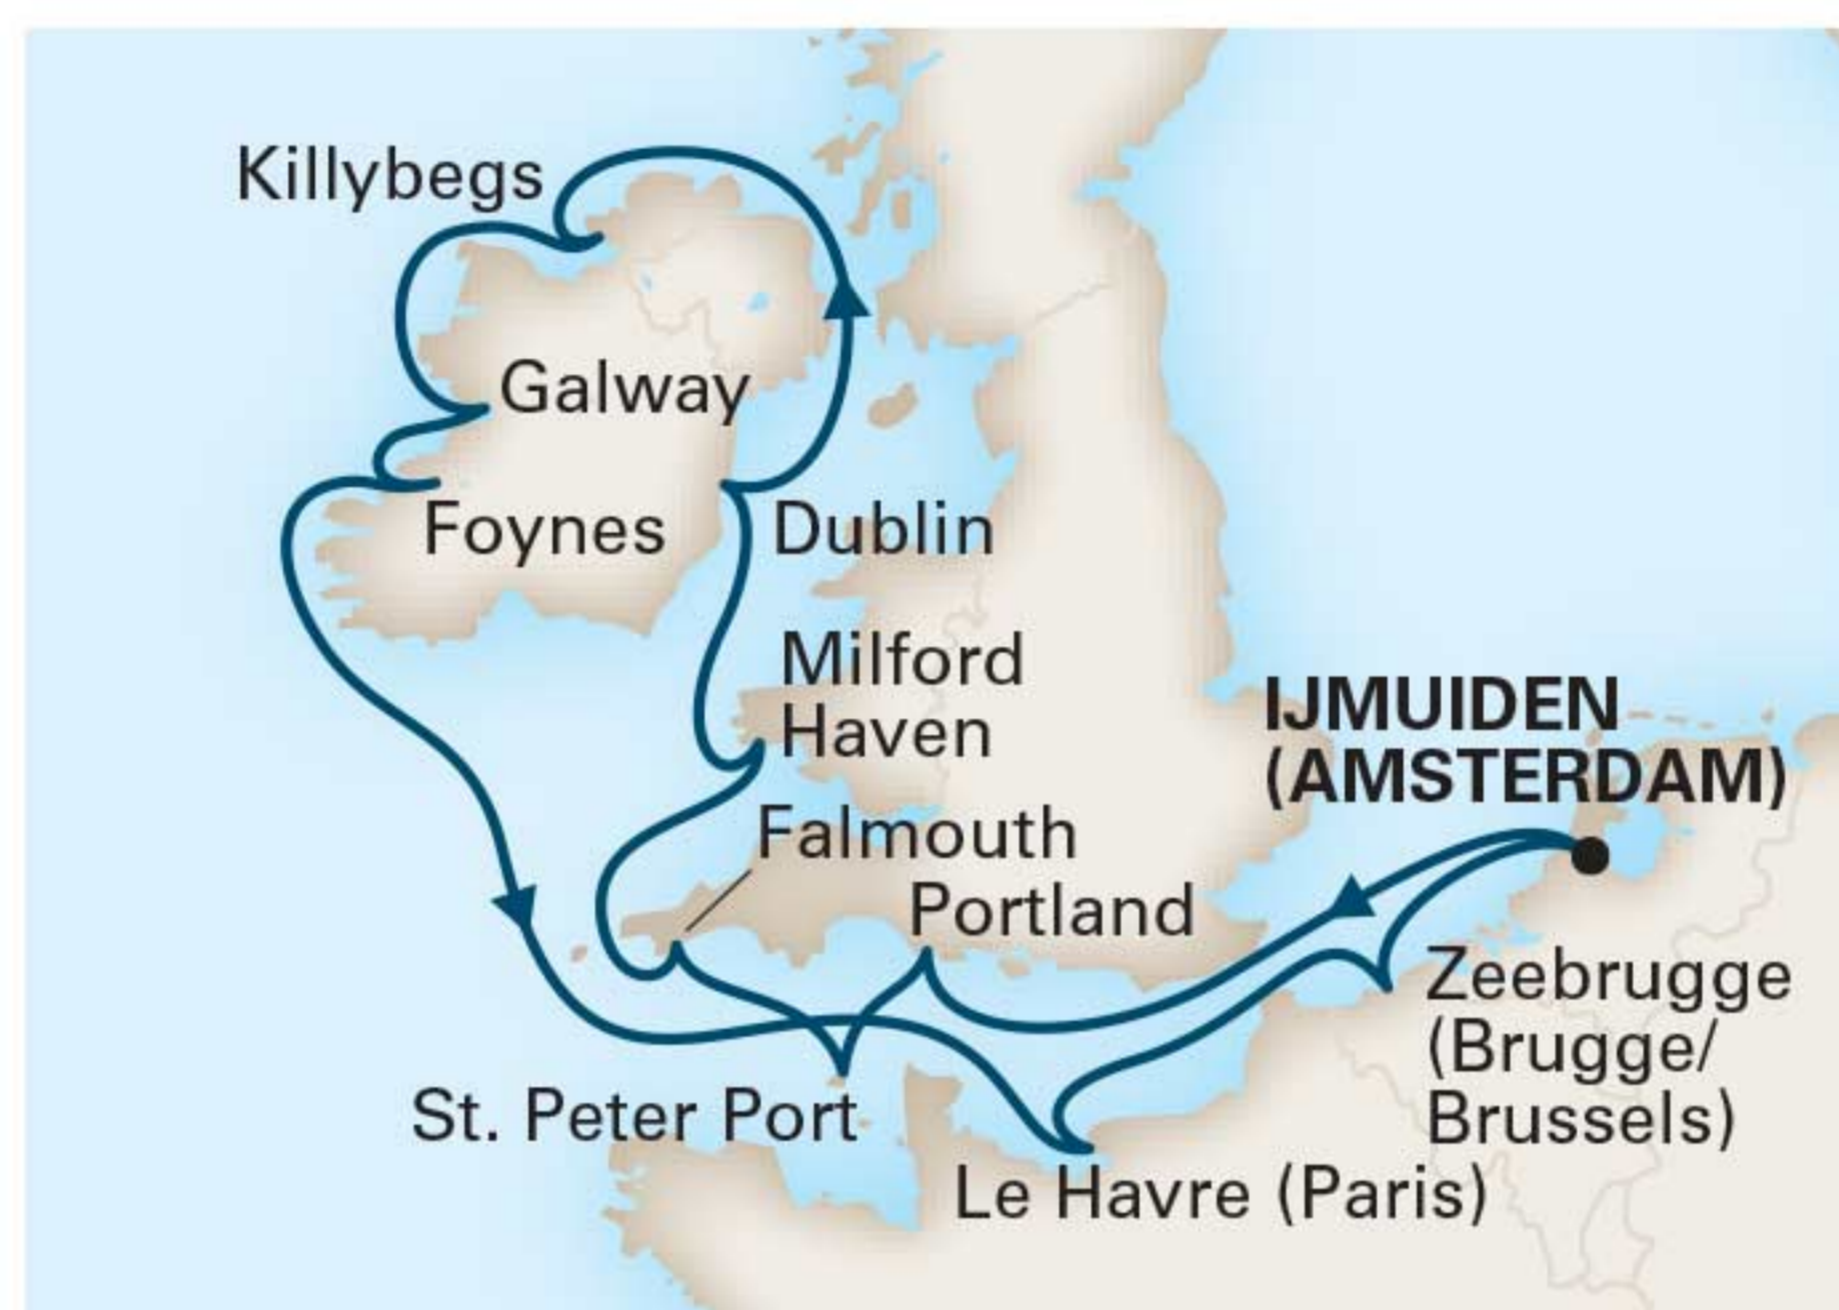 Killybegs
Galway
Foynes
Dublin
Milford
Haven
IJMUIDEN
(AMSTERDAM)
Falmouth
Portland
Zeebrugge
(Brugge/
Brussels)
St. Peter Port
Le Havre (Paris)